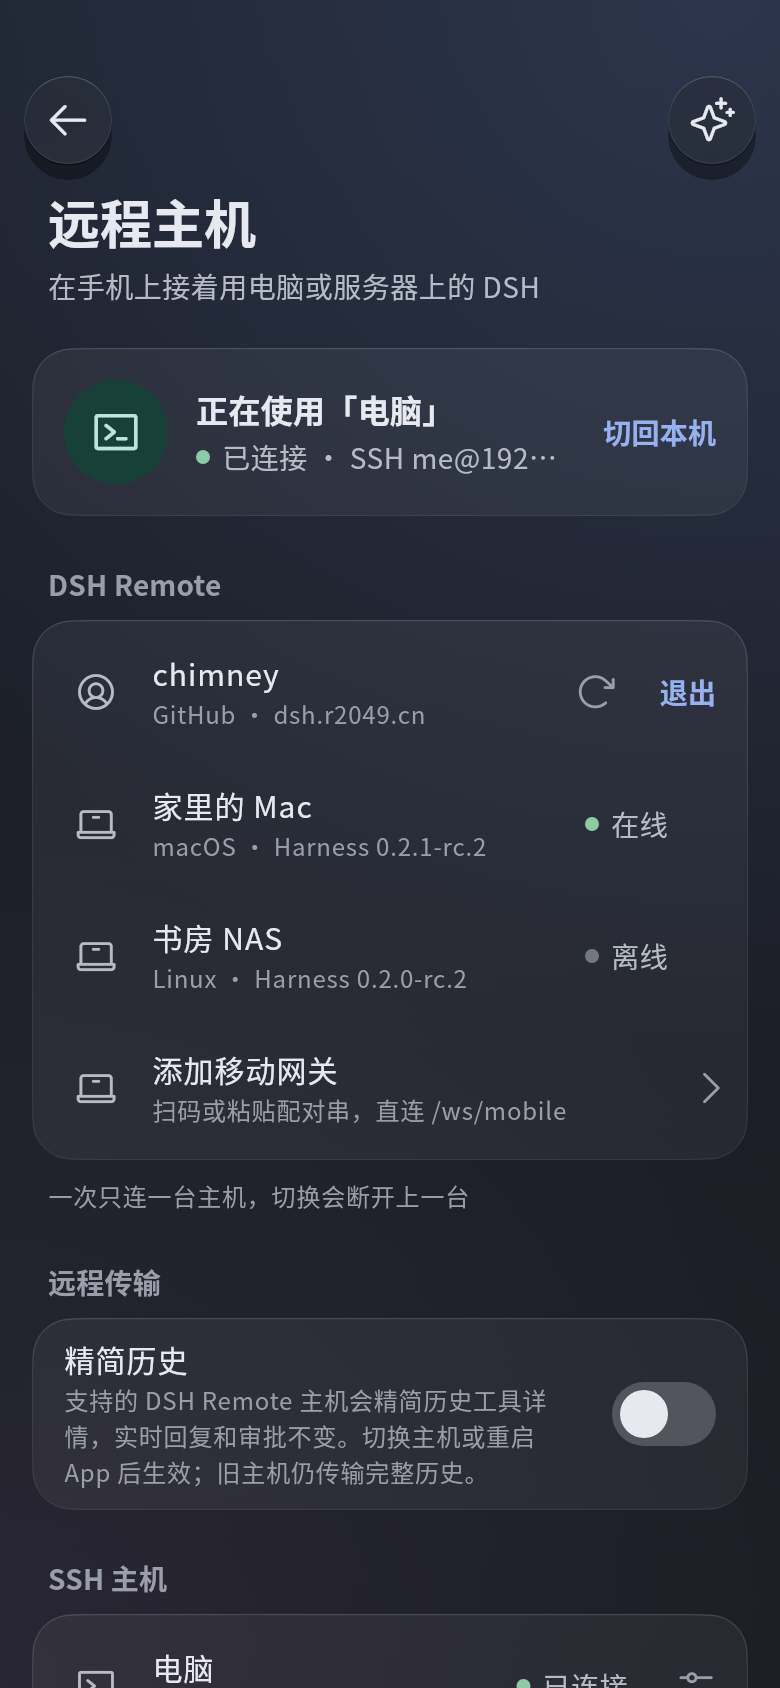 远程主机
在手机上接着用电脑或服务器上的 DSH
正在使用「电脑」
已连接 · SSH me@192···
切回本机
DSH Remote
chimney
GitHub · dsh.r2049.cn
退出
家里的 Mac
macOS · Harness 0.2.1-rc.2
在线
书房 NAS
Linux · Harness 0.2.0-rc.2
离线
添加移动网关
扫码或粘贴配对串，直连 /ws/mobile
一次只连一台主机，切换会断开上一台
远程传输
精简历史
支持的 DSH Remote 主机会精简历史工具详
情，实时回复和审批不变。切换主机或重启
App 后生效；旧主机仍传输完整历史。
SSH 主机
电脑
已连接